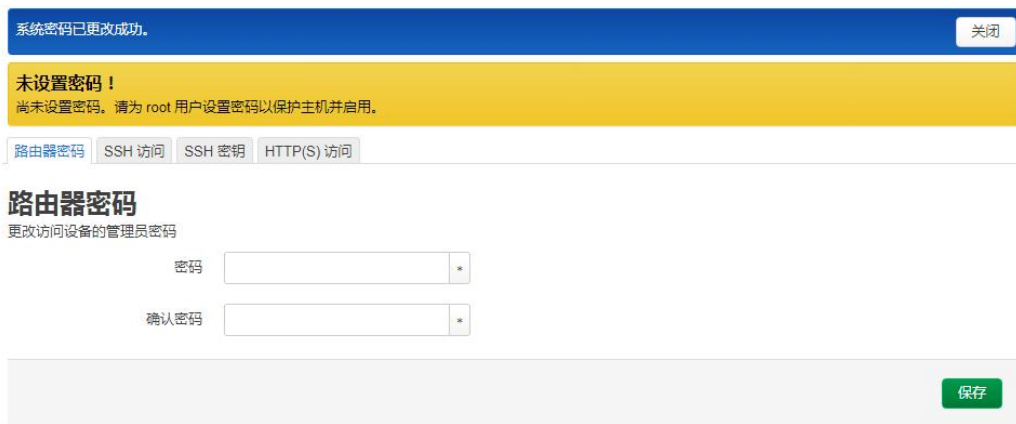 系统密码已更改成功。
关闭
未设置密码！
尚未设置密码。请为 root 用户设置密码以保护主机并启用。
路由器密码 SSH 访问 SSH 密钥 HTTP(S) 访问
路由器密码
更改访问设备的管理员密码
密码 *
确认密码 *
保存